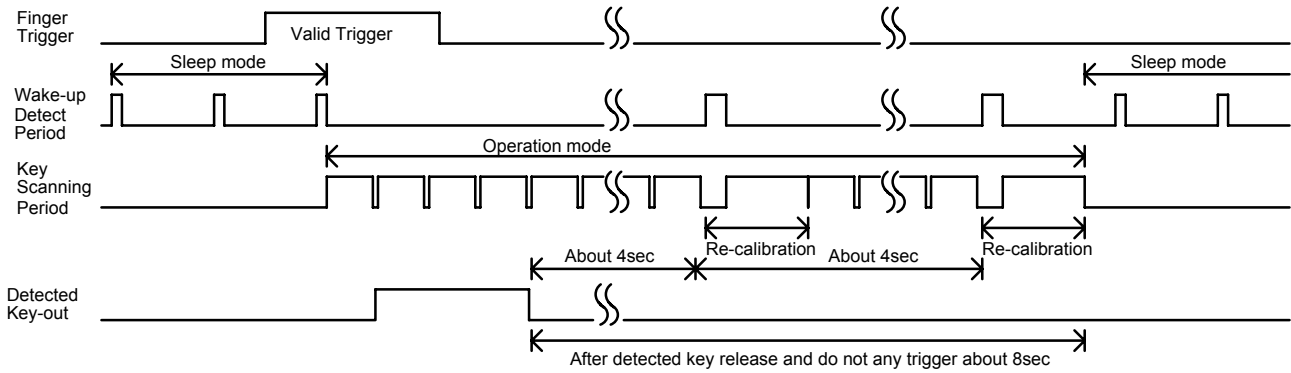 Finger
Trigger
Valid Trigger
Sleep mode
Sleep mode
Wake-up
Detect
Period
Operation mode
Key
Scanning
Period
Re-calibration
Re-calibration
About 4sec
About 4sec
Detected
Key-out
After detected key release and do not any trigger about 8sec